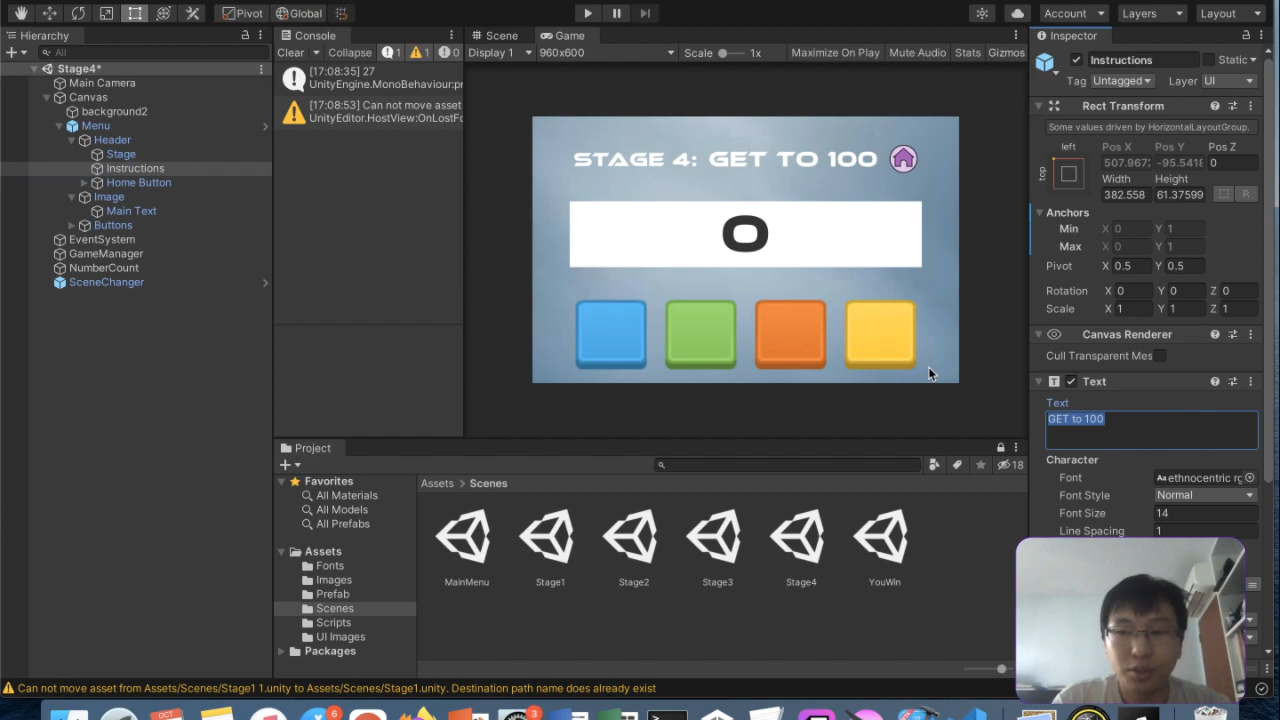 Pivot
Global
Account
Layers
Layout
Hierarchy
All
Stage4*
Main Camera
Canvas
background2
Menu
Header
Stage
Instructions
Home Button
Image
Main Text
Buttons
EventSystem
GameManager
NumberCount
SceneChanger
Console
Clear
Collapse
1
1
0
[17:08:35] 27
UnityEngine.MonoBehaviour:pr
[17:08:53] Can not move asset
UnityEditor.HostView:OnLostFo
Scene
Game
Display 1
960x600
Scale
1x
Maximize On Play
Mute Audio
Stats
Gizmos
STAGE 4: GET TO 100
0
Project
18
Favorites
All Materials
All Models
All Prefabs
Assets
Fonts
Images
Prefab
Scenes
Scripts
UI Images
Packages
Assets > Scenes
MainMenu
Stage1
Stage2
Stage3
Stage4
YouWin
Inspector
Instructions
Static
Tag Untagged
Layer UI
Rect Transform
Some values driven by HorizontalLayoutGroup.
left
top
Pos X Pos Y Pos Z
507.967 -95.5418 0
Width Height
382.558 61.37599
R
Anchors
Min X 0 Y 1
Max X 0 Y 1
Pivot X 0.5 Y 0.5
Rotation X 0 Y 0 Z 0
Scale X 1 Y 1 Z 1
Canvas Renderer
Cull Transparent Mes
Text
Text
GET to 100
Character
Font
Aa ethnocentric rg
Font Style Normal
Font Size 14
Line Spacing 1
Can not move asset from Assets/Scenes/Stage1 1.unity to Assets/Scenes/Stage1.unity. Destination path name does already exist
OCT
6
3